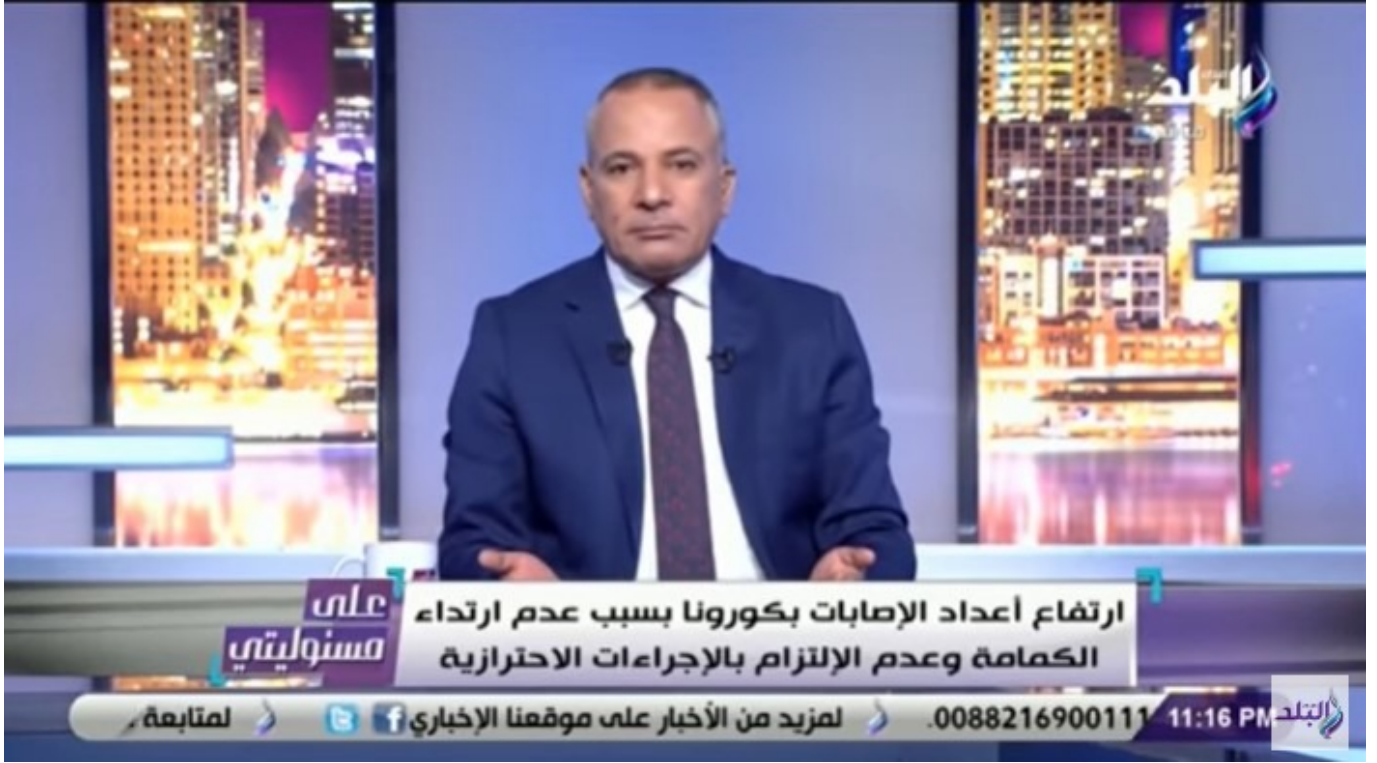 البلد
على
مسئوليتي
ارتفاع أعداد الإصابات بكورونا بسبب عدم ارتداء
الكمامة وعدم الإلتزام بالإجراءات الاحترازية
11:16 PM
0088216900111.
لمزيد من الأخبار على موقعنا الإخباري
لمتابعة
البلد